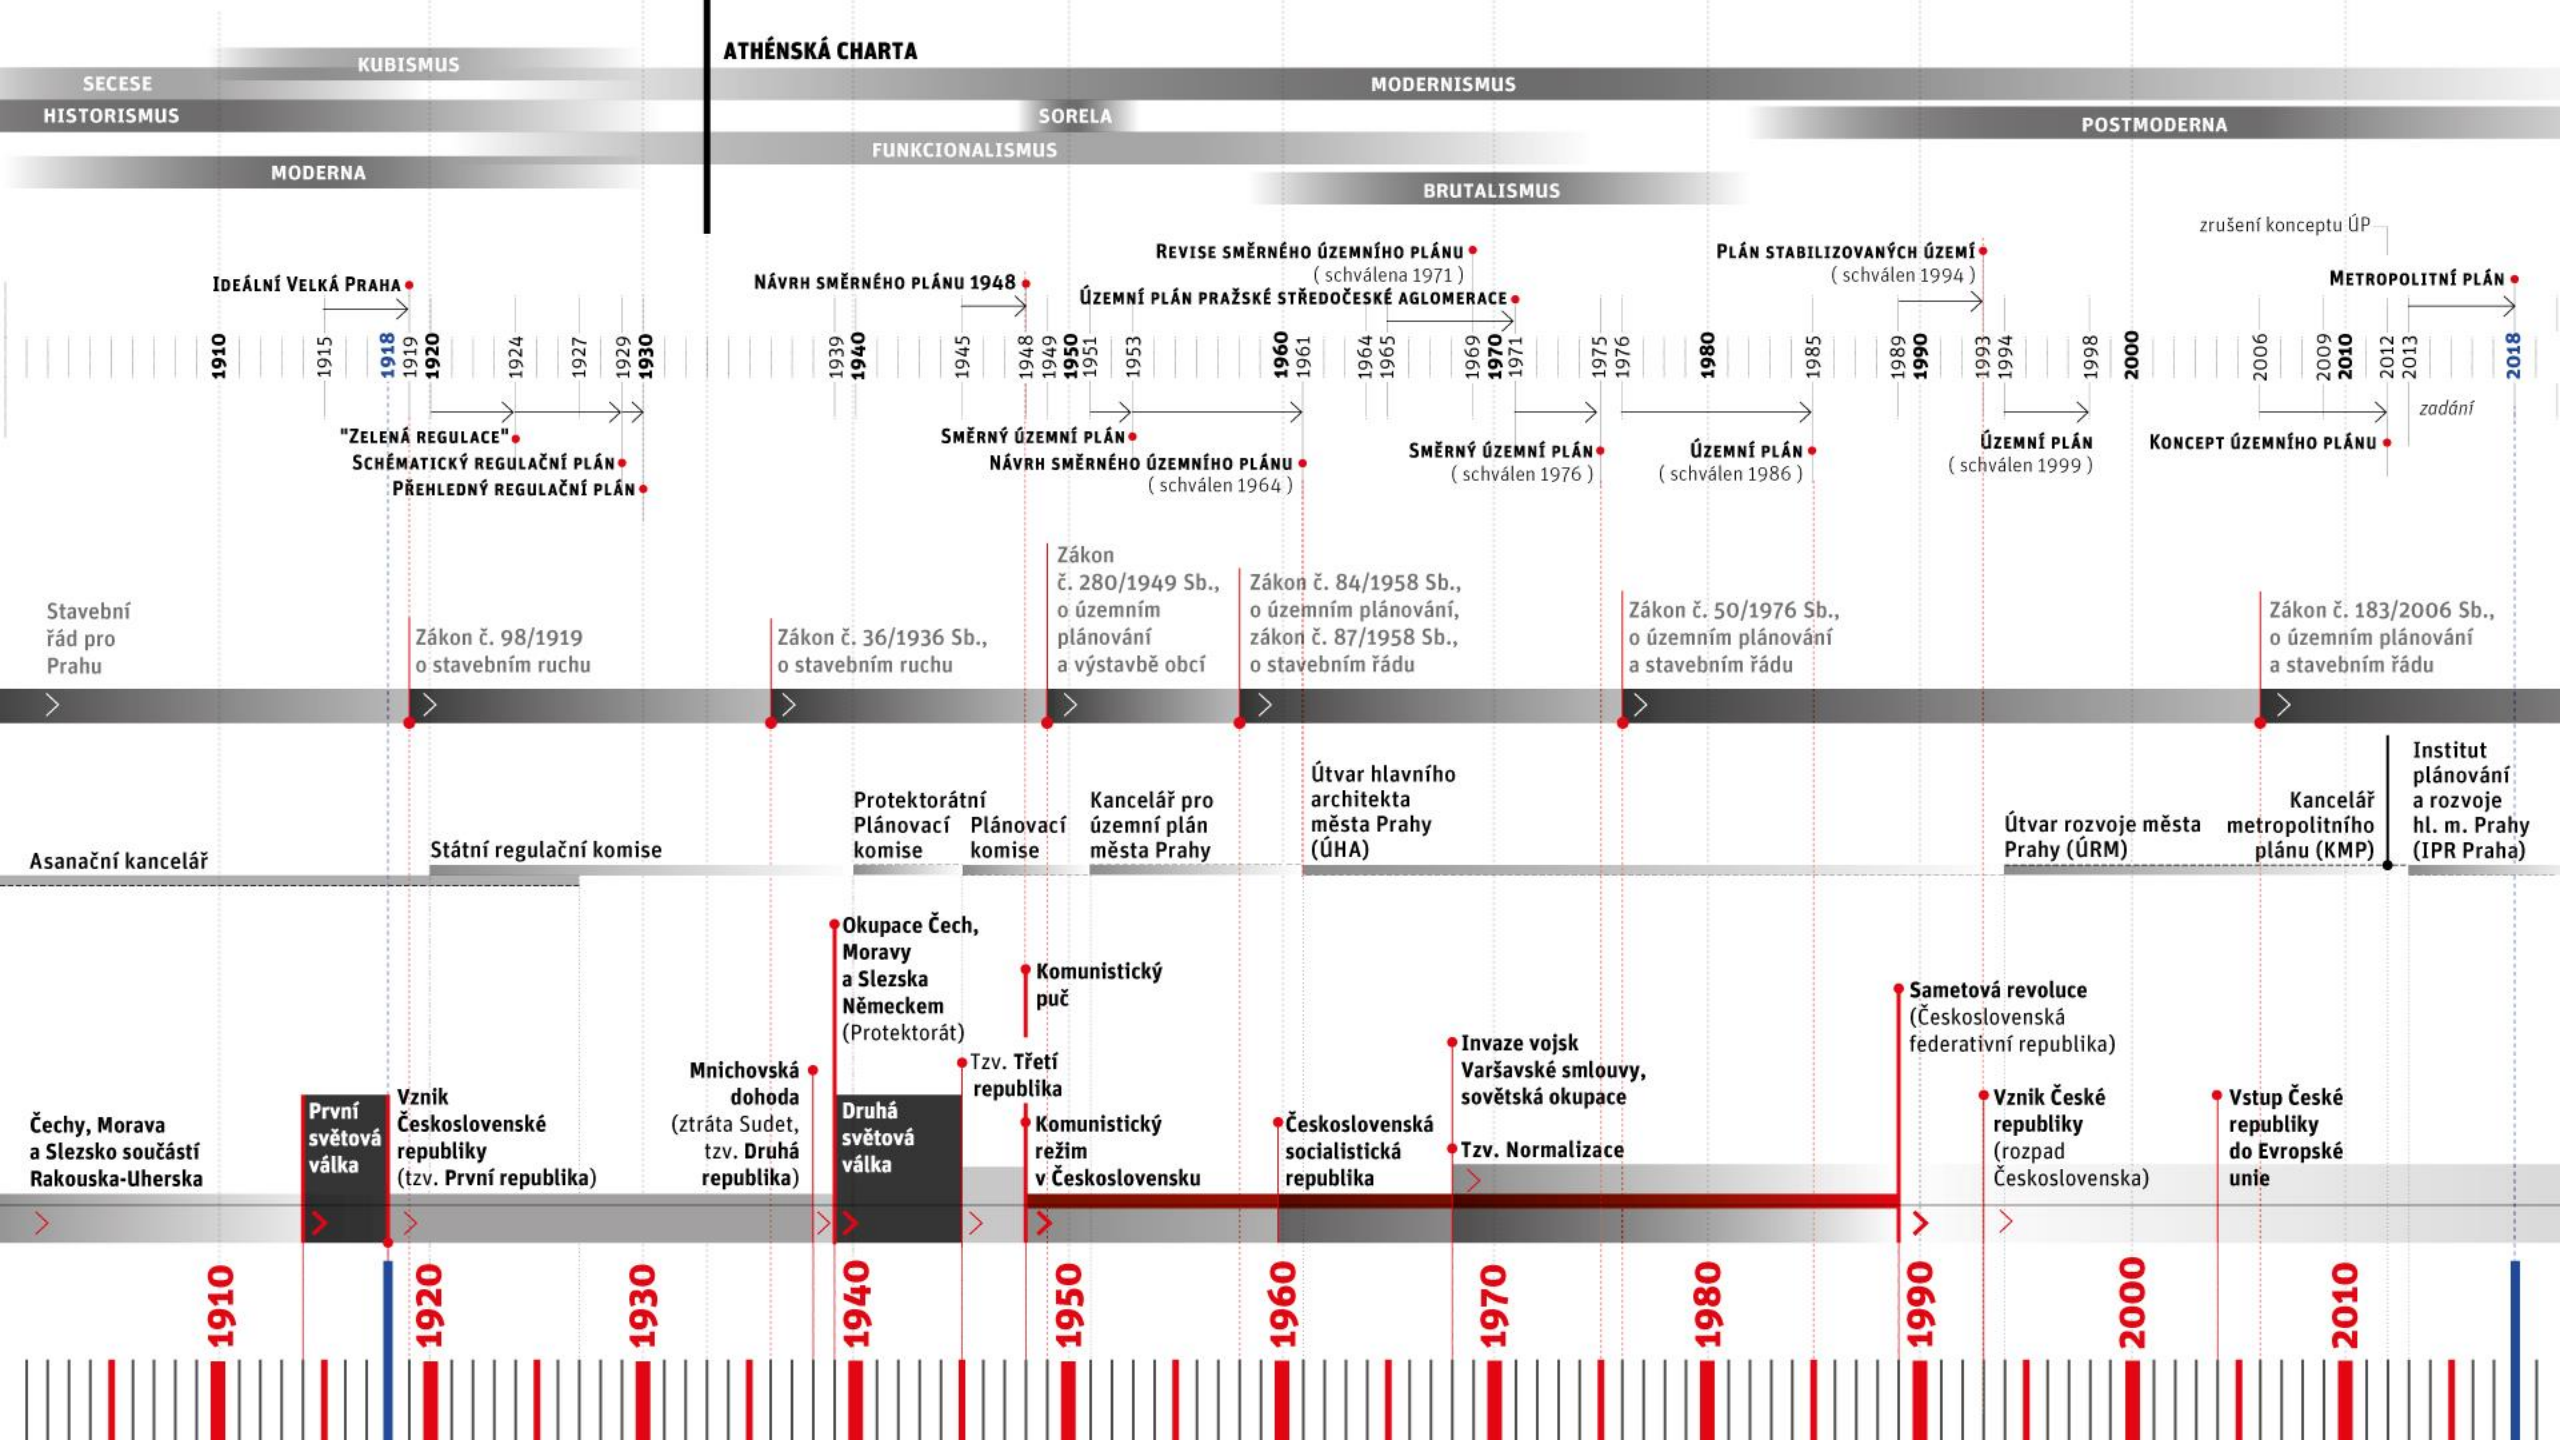 ATHÉNSKÁ CHARTA
KUBISMUS
SECESE
MODERNISMUS
HISTORISMUS
SORELA
POSTMODERNA
FUNKCIONALISMUS
MODERNA
BRUTALISMUS
zrušení konceptu ÚP
IDEÁLNÍ VELKÁ PRAHA
NÁVRH SMĚRNÉHO PLÁNU 1948
REVISE SMĚRNÉHO ÚZEMNÍHO PLÁNU
( schválena 1971 )
ÚZEMNÍ PLÁN PRAŽSKÉ STŘEDOČESKÉ AGLOMERACE
PLÁN STABILIZOVANÝCH ÚZEMÍ
( schválen 1994 )
METROPOLITNÍ PLÁN
1910
1915
1918
1919
1920
1924
1927
1929
1930
1939
1940
1945
1948
1949
1950
1951
1953
1960
1961
1964
1965
1969
1970
1971
1975
1976
1980
1985
1989
1990
1993
1994
1998
2000
2006
2009
2010
2012
2013
2018
"ZELENÁ REGULACE"
SCHÉMATICKÝ REGULAČNÍ PLÁN
PŘEHLEDNÝ REGULAČNÍ PLÁN
SMĚRNÝ ÚZEMNÍ PLÁN
NÁVRH SMĚRNÉHO ÚZEMNÍHO PLÁNU
( schválen 1964 )
SMĚRNÝ ÚZEMNÍ PLÁN
( schválen 1976 )
ÚZEMNÍ PLÁN
( schválen 1986 )
ÚZEMNÍ PLÁN
( schválen 1999 )
KONCEPT ÚZEMNÍHO PLÁNU
zadání
Stavební
řád pro
Prahu
Zákon č. 98/1919
o stavebním ruchu
Zákon č. 36/1936 Sb.,
o stavebním ruchu
Zákon
č. 280/1949 Sb.,
o územním
plánování
a výstavbě obcí
Zákon č. 84/1958 Sb.,
o územním plánování,
zákon č. 87/1958 Sb.,
o stavebním řádu
Zákon č. 50/1976 Sb.,
o územním plánování
a stavebním řádu
Zákon č. 183/2006 Sb.,
o územním plánování
a stavebním řádu
Asanační kancelář
Státní regulační komise
Protektorátní
Plánovací
komise
Plánovací
komise
Kancelář pro
územní plán
města Prahy
Útvar hlavního
architekta
města Prahy
(ÚHA)
Útvar rozvoje města
Prahy (ÚRM)
Kancelář
metropolitního
plánu (KMP)
Institut
plánování
a rozvoje
hl. m. Prahy
(IPR Praha)
Čechy, Morava
a Slezsko součástí
Rakouska-Uherska
První
světová
válka
Vznik
Československé
republiky
(tzv. První republika)
Mnichovská
dohoda
(ztráta Sudet,
tzv. Druhá
republika)
Okupace Čech,
Moravy
a Slezska
Německem
(Protektorát)
Druhá
světová
válka
Tzv. Třetí
republika
Komunistický
puč
Komunistický
režim
v Československu
Československá
socialistická
republika
Invaze vojsk
Varšavské smlouvy,
sovětská okupace
Tzv. Normalizace
Sametová revoluce
(Československá
federativní republika)
Vznik České
republiky
(rozpad
Československa)
Vstup České
republiky
do Evropské
unie
1910
1920
1930
1940
1950
1960
1970
1980
1990
2000
2010